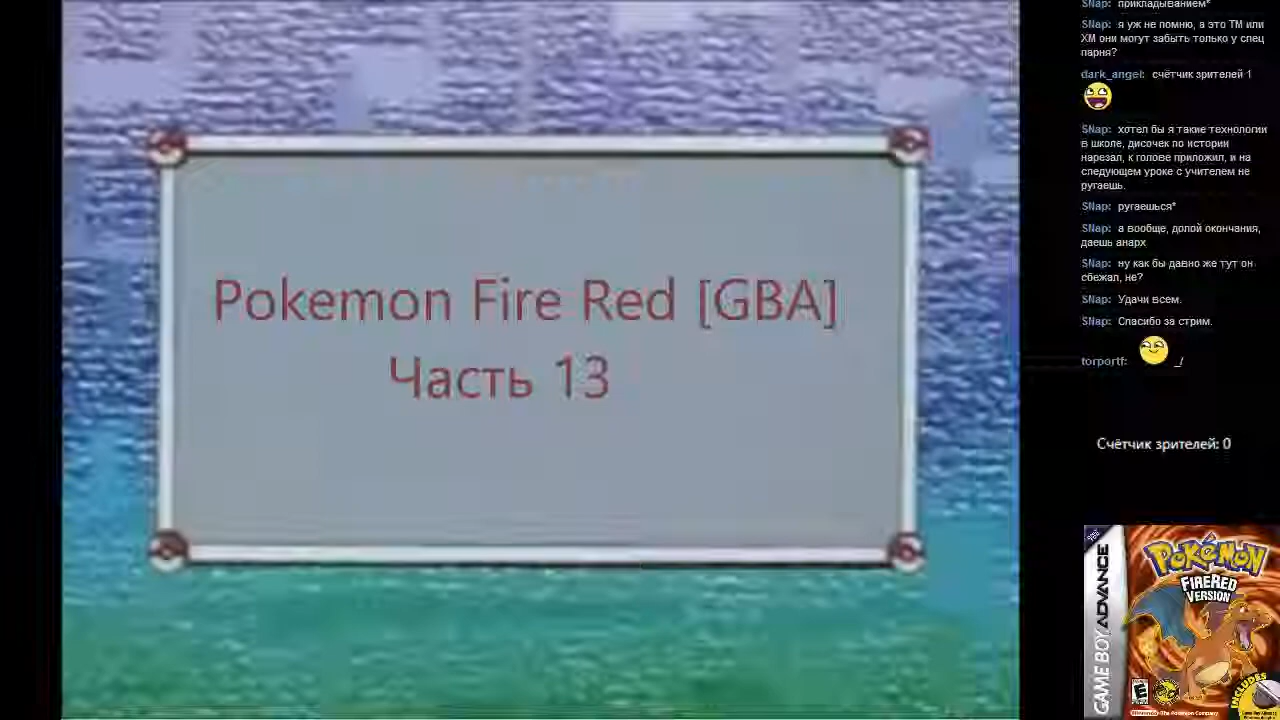 Pokemon Fire Red [GBA]
Часть 13
SNap: прикладыванием*
SNap: я уж не помню, а это ТМ или
ХМ они могут забыть только у спец
парня?
dark_angel: счётчик зрителей 1
SNap: хотел бы я такие технологии
в школе, дисочек по истории
нарезал, к голове приложил, и на
следующем уроке с учителем не
ругаешь.
SNap: ругаешься*
SNap: а вообще, долой окончания,
даешь анарх
SNap: ну как бы давно же тут он
сбежал, не?
SNap: Удачи всем.
SNap: Спасибо за стрим.
torportf: _/
Счётчик зрителей: 0
GAME BOY ADVANCE
POKéMON
FIRERED
VERSION
E
INCLUDES